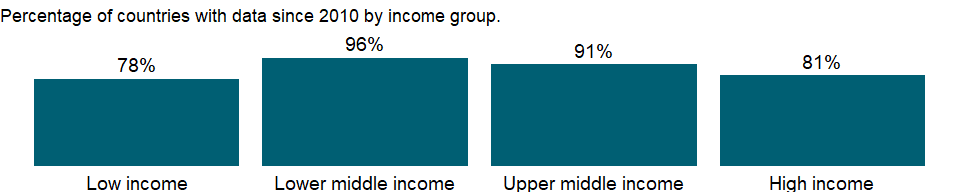 Percentage of countries with data since 2010 by income group.
78%
96%
91%
81%
Low income
Lower middle income
Upper middle income
High income